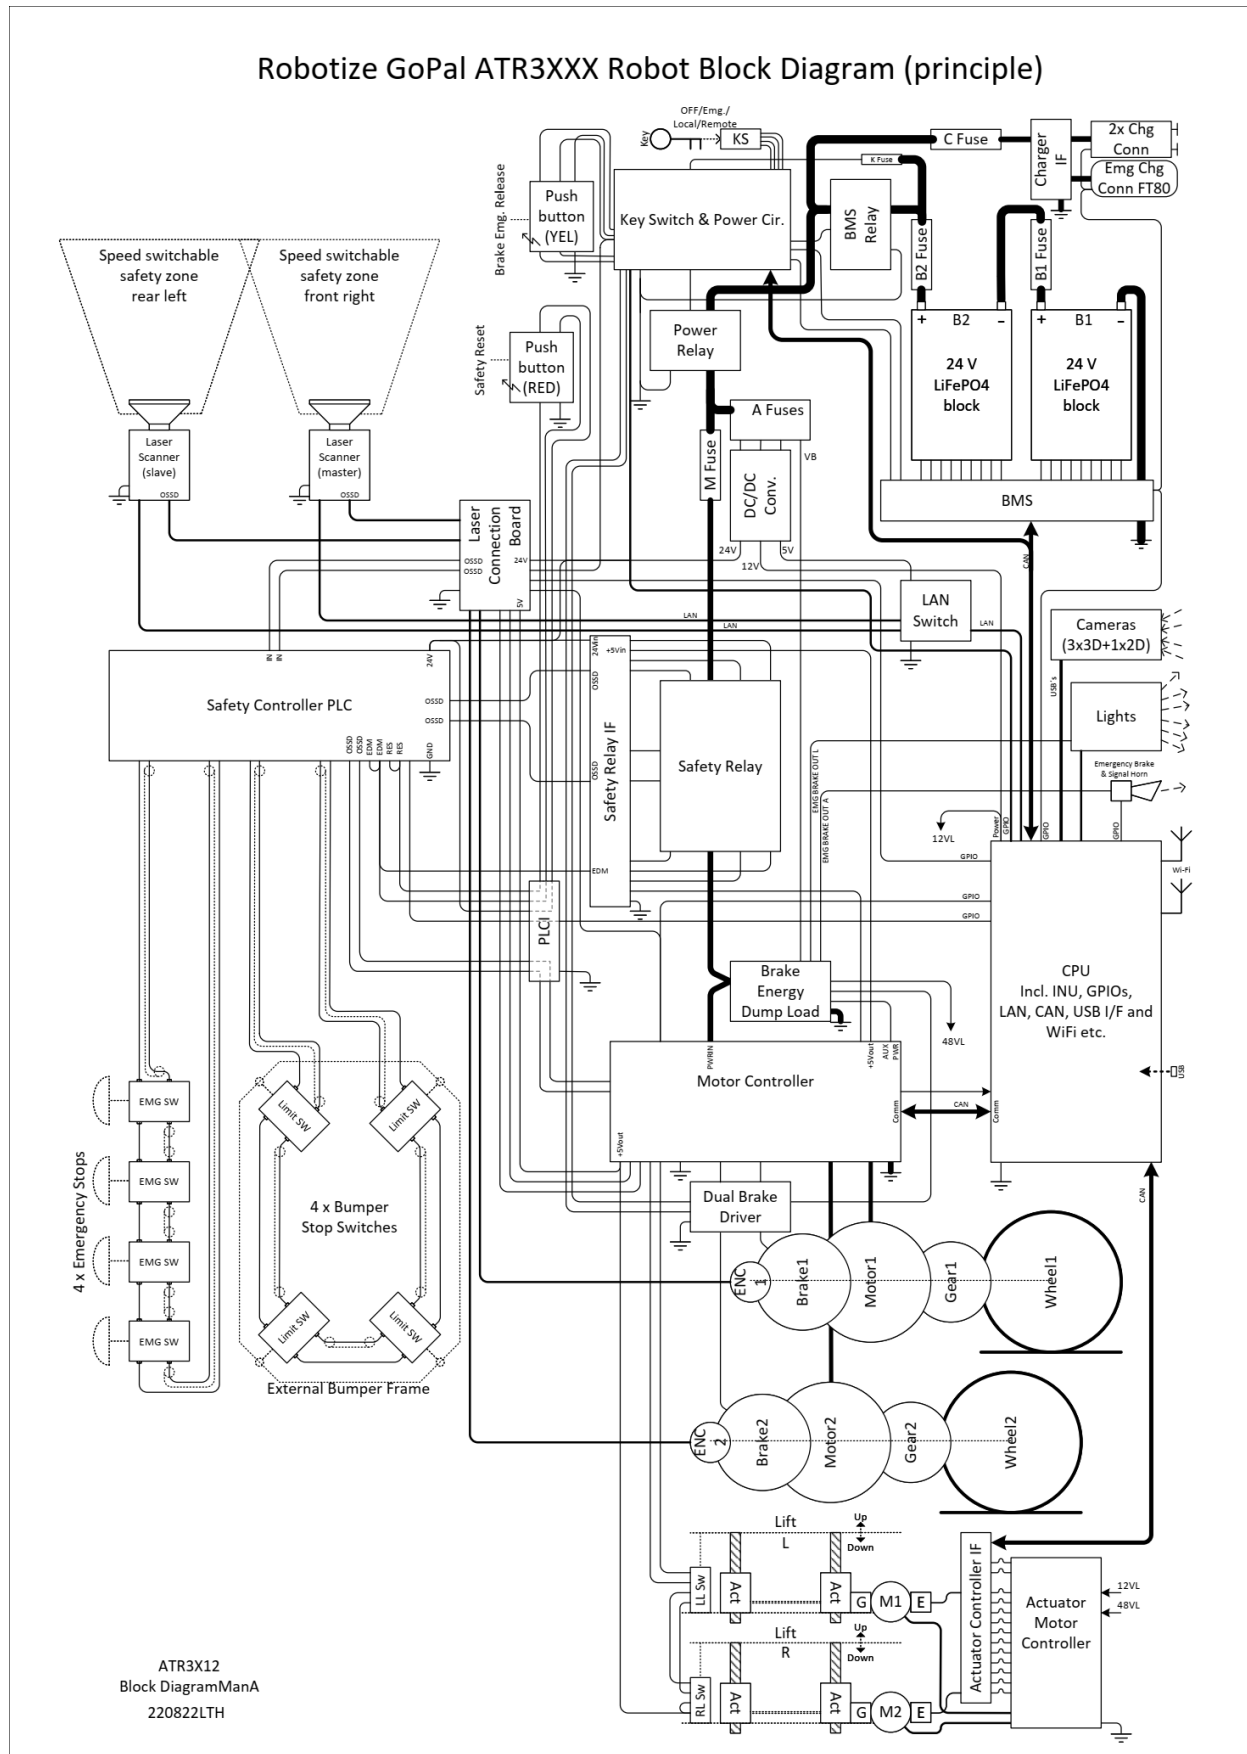 Robotize GoPal ATR3XXX Robot Block Diagram (principle)
OFF/Emg./
Local/Remote
Key
KS
C Fuse
K Fuse
Charger
IF
2x Chg
Conn
Emg Chg
Conn FT80
Brake Emg. Release
Push
button
(YEL)
Key Switch & Power Cir.
BMS
Relay
B2 Fuse
B1 Fuse
Speed switchable
safety zone
rear left
Speed switchable
safety zone
front right
Safety Reset
Push
button
(RED)
Power
Relay
+ B2 -
24 V
LiFePO4
block
+ B1 -
24 V
LiFePO4
block
A Fuses
M Fuse
VB
DC/DC
Conv.
24V
12V
5V
BMS
CAN
Laser
Scanner
(slave)
OSSD
Laser
Scanner
(master)
OSSD
Laser
Connection
Board
OSSD
OSSD
24V
5V
LAN
Switch
LAN
LAN
LAN
Cameras
(3x3D+1x2D)
USB's
Lights
Emergency Brake
& Signal Horn
IN
IN
24V
Safety Controller PLC
OSSD
OSSD
OSSD
OSSD
EDM
EDM
RES
RES
GND
24Vin
+5Vin
OSSD
OSSD
Safety Relay IF
EDM
Safety Relay
EMG BRAKE OUT L
EMG BRAKE OUT A
12VL
Power
GPIO
GPIO
GPIO
GPIO
GPIO
GPIO
Wi-Fi
PLCI
Brake
Energy
Dump Load
48VL
CPU
Incl. INU, GPIOs,
LAN, CAN, USB I/F and
WiFi etc.
USB
PWRIN
+5Vout
AUX
PWR
Motor Controller
+5Vout
Comm
CAN
Comm
CAN
4 x Emergency Stops
EMG SW
EMG SW
EMG SW
EMG SW
Limit SW
Limit SW
4 x Bumper
Stop Switches
Limit SW
Limit SW
External Bumper Frame
Dual Brake
Driver
ENC
1
Brake1
Motor1
Gear1
Wheel1
ENC
2
Brake2
Motor2
Gear2
Wheel2
Lift
L
Up
Down
LL Sw
Act
Act
G
M1
E
Lift
R
Up
Down
RL Sw
Act
Act
G
M2
E
Actuator Controller IF
Actuator
Motor
Controller
12VL
48VL
ATR3X12
Block DiagramManA
220822LTH